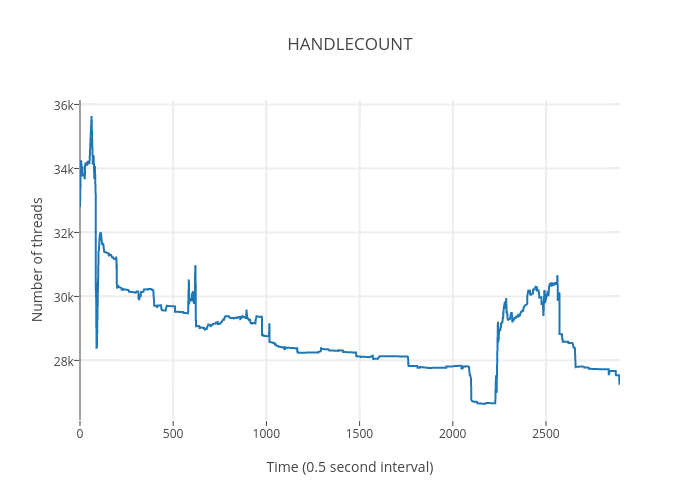 HANDLECOUNT
36k
34k
32k
30k
28k
Number of threads
0 500 1000 1500 2000 2500
Time (0.5 second interval)